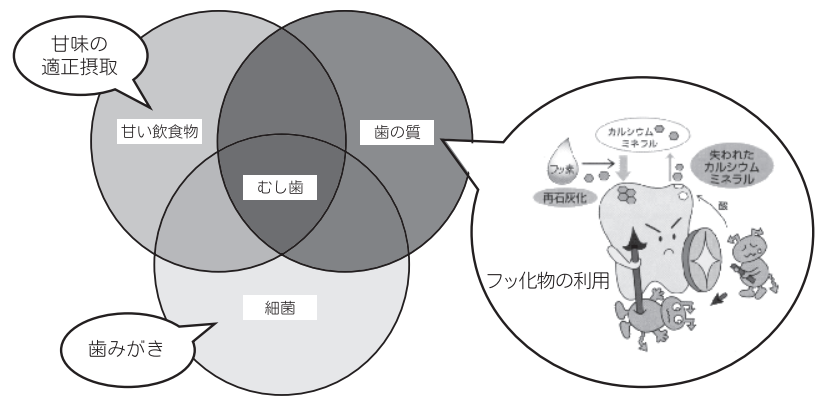 甘味の
適正摂取
甘い飲食物
歯の質
むし歯
細菌
歯みがき
カルシウム
ミネラル
フッ素
失われた
カルシウム
ミネラル
再石灰化
酸
フッ化物の利用